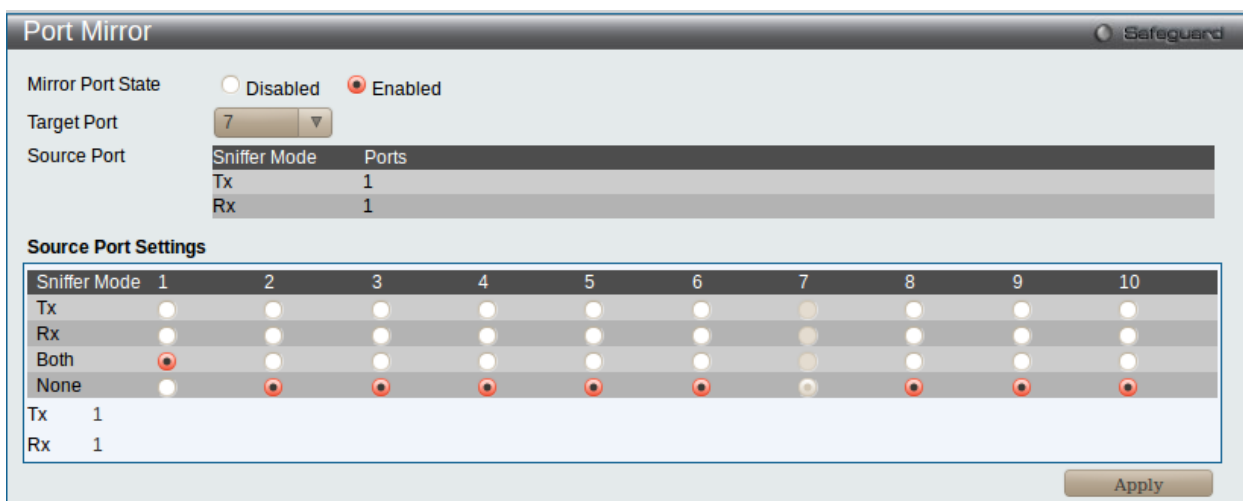 Port Mirror Safeguard
Mirror Port State Disabled Enabled
Target Port 7
Source Port Sniffer Mode Ports
Tx 1
Rx 1
Source Port Settings
Sniffer Mode 1 2 3 4 5 6 7 8 9 10
Tx
Rx
Both
None
Tx 1
Rx 1
Apply